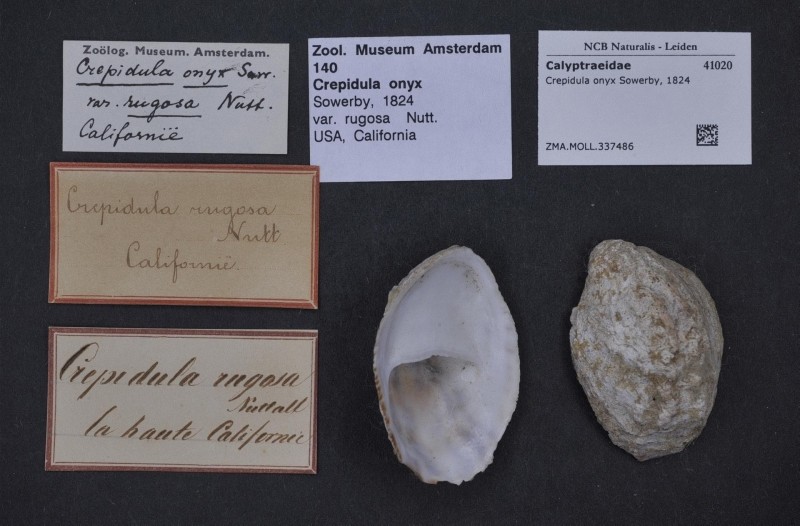 Zoölog. Museum. Amsterdam.
Crepidula onyx Sow.
var. rugosa Nutt.
Californië
Zool. Museum Amsterdam
140
Crepidula onyx
Sowerby, 1824
var. rugosa Nutt.
USA, California
NCB Naturalis - Leiden
Calyptraeidae 41020
Crepidula onyx Sowerby, 1824
ZMA.MOLL.337486
Crepidula rugosa
Nutt
Californië.
Crepidula rugosa
Nuttall
la haute Californie